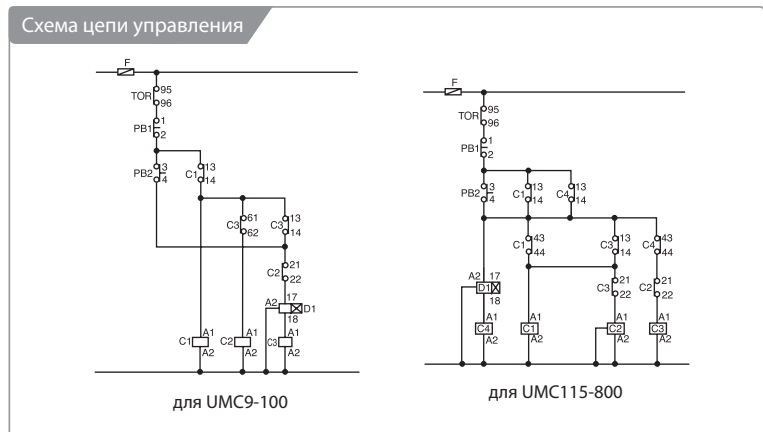 Схема цепи управления
F
TOR 95
96
PB1 1
2
PB2 3
4
C1 13
14
C3 61
62
C3 13
14
C2 21
22
A2 17
D1
18
C1 A1
A2
C2 A1
A2
C3 A1
A2
для UMC9-100
F
TOR 95
96
PB1 1
2
PB2 3
4
C1 13
14
C4 13
14
C1 43
44
C3 13
14
C4 43
44
A2 17
D1
18
C3 21
22
C2 21
22
C4 A1
A2
C1 A1
A2
C2 A1
A2
C3 A1
A2
для UMC115-800